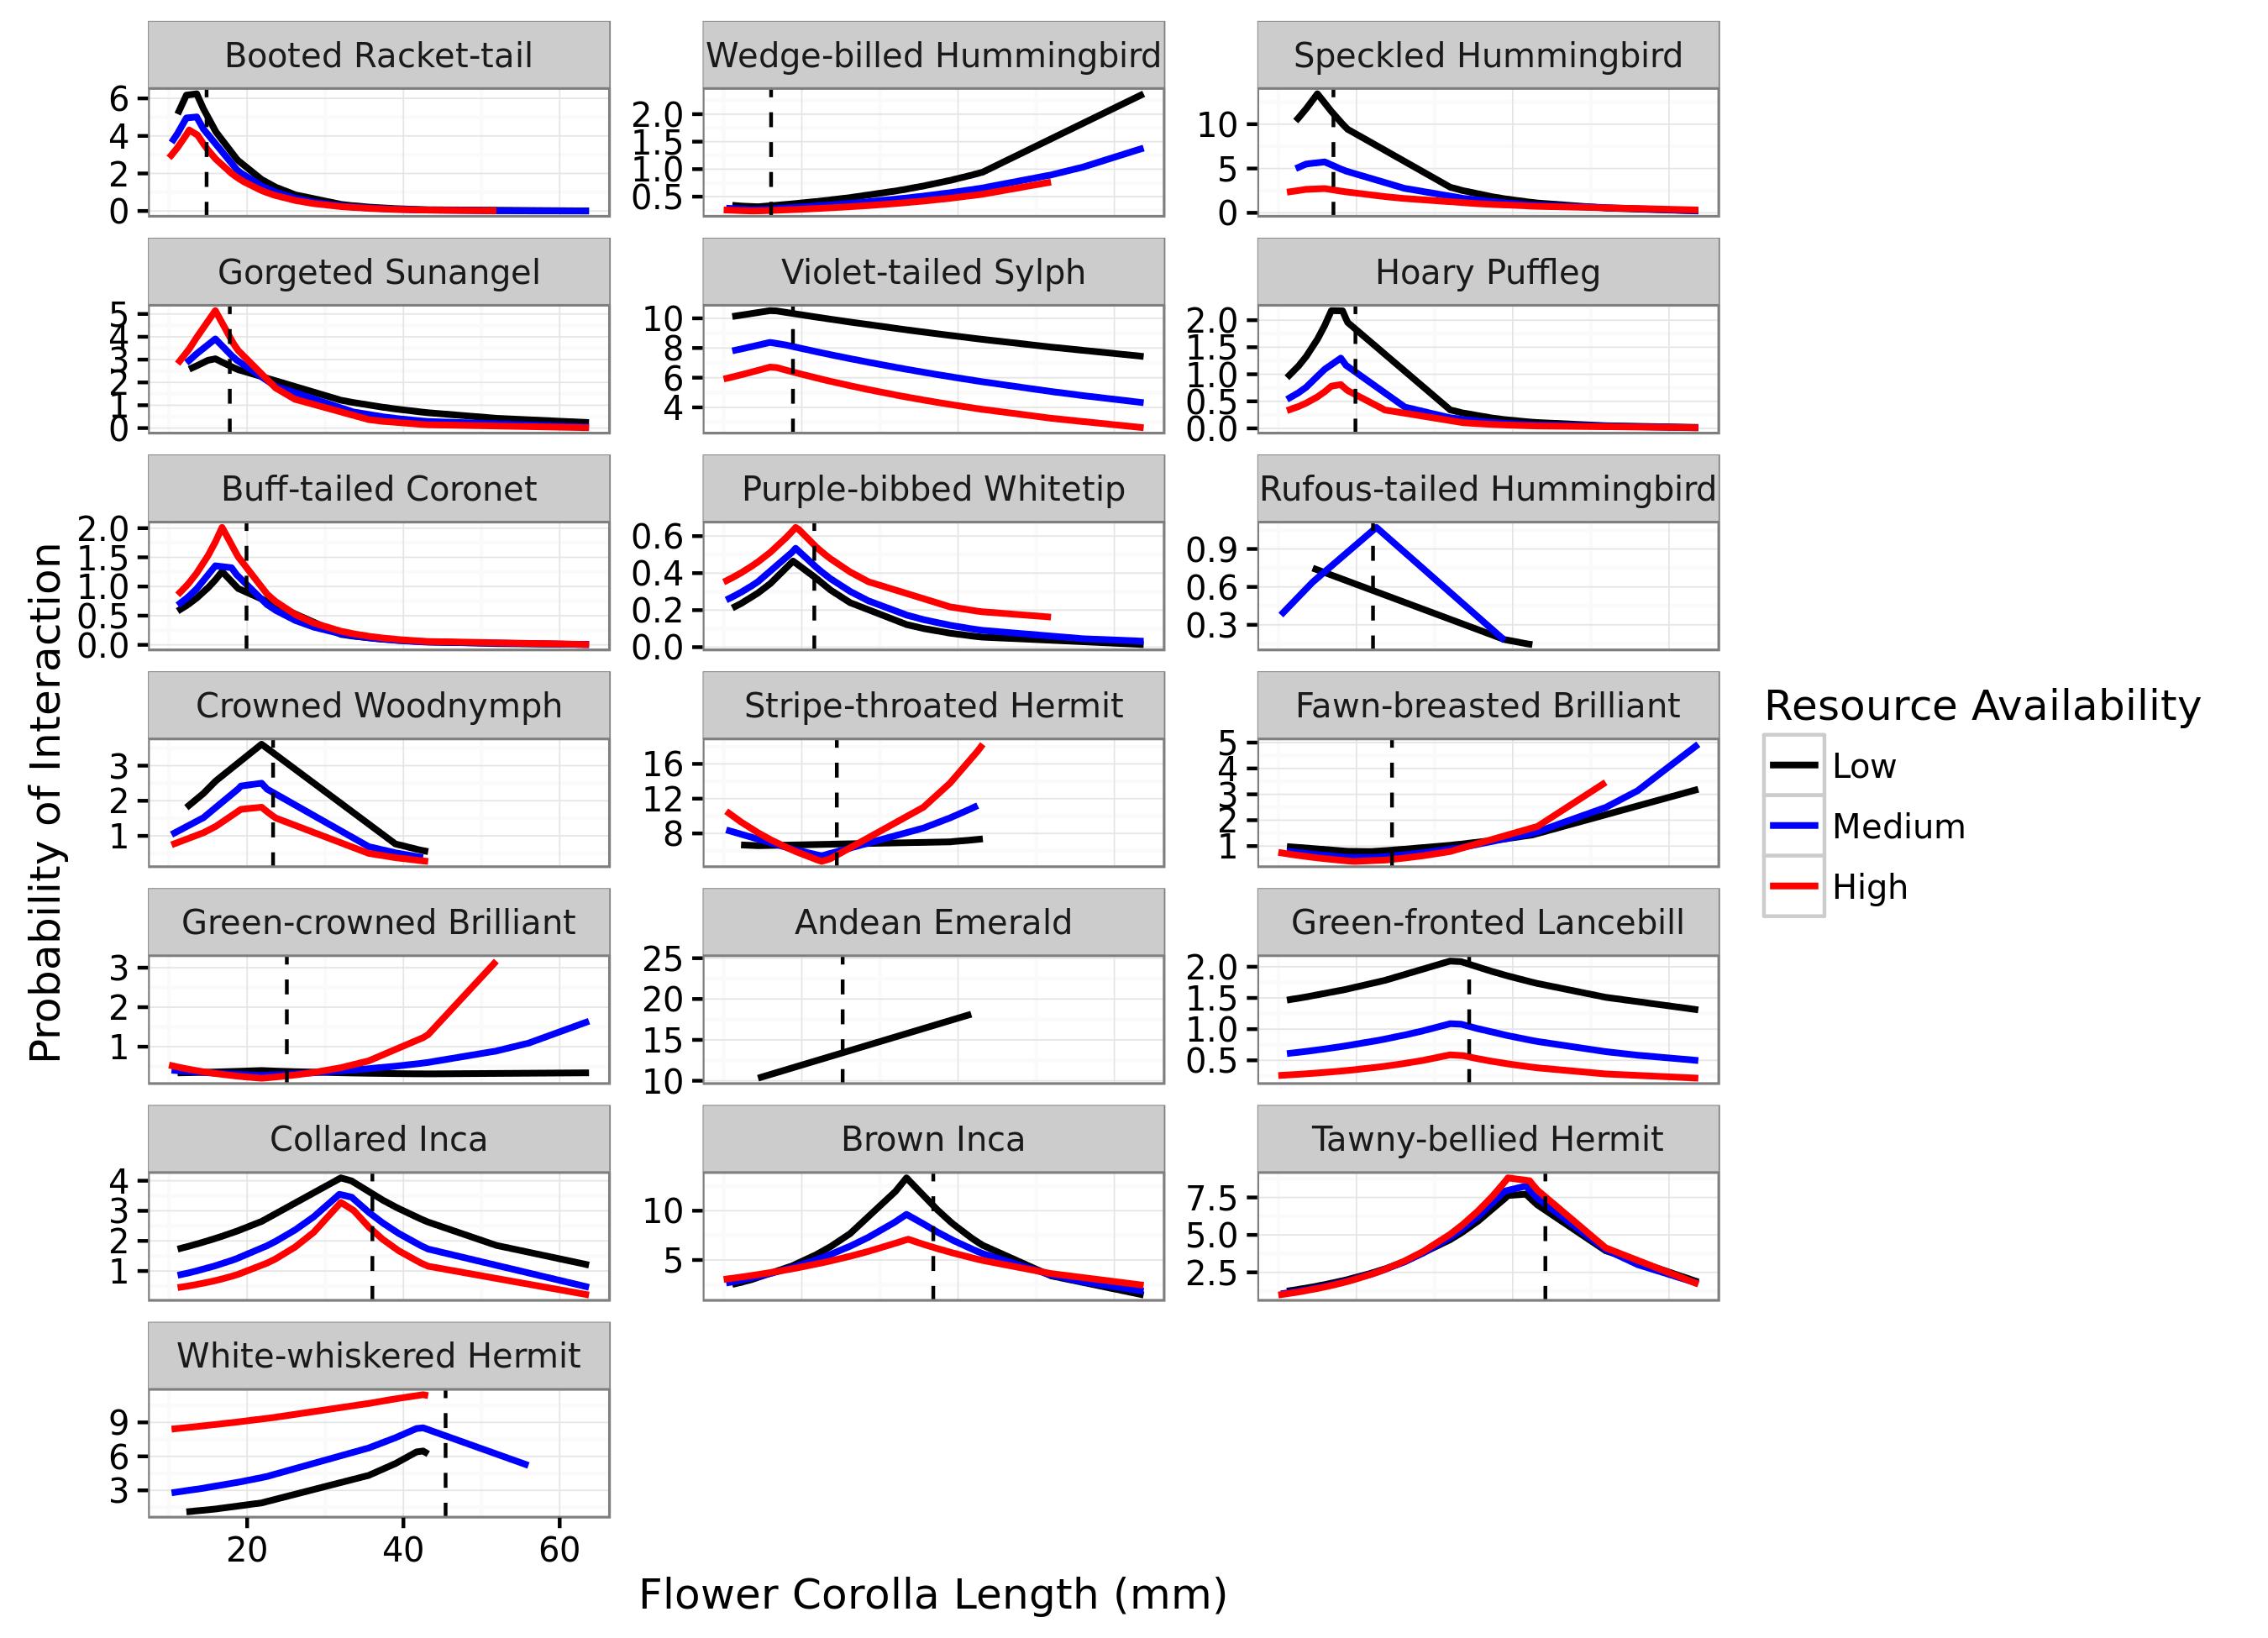 Booted Racket-tail
Wedge-billed Hummingbird
Speckled Hummingbird
6
4
2
0
2.0
1.5
1.0
0.5
10
5
0
Gorgeted Sunangel
Violet-tailed Sylph
Hoary Puffleg
5
4
3
2
1
0
10
8
6
4
2.0
1.5
1.0
0.5
0.0
Buff-tailed Coronet
Purple-bibbed Whitetip
Rufous-tailed Hummingbird
2.0
1.5
1.0
0.5
0.0
0.6
0.4
0.2
0.0
0.9
0.6
0.3
Probability of Interaction
Crowned Woodnymph
Stripe-throated Hermit
Fawn-breasted Brilliant
3
2
1
16
12
8
5
4
3
2
1
Resource Availability
Low
Medium
High
Green-crowned Brilliant
Andean Emerald
Green-fronted Lancebill
3
2
1
25
20
15
10
2.0
1.5
1.0
0.5
Collared Inca
Brown Inca
Tawny-bellied Hermit
4
3
2
1
10
5
7.5
5.0
2.5
White-whiskered Hermit
9
6
3
20 40 60
Flower Corolla Length (mm)